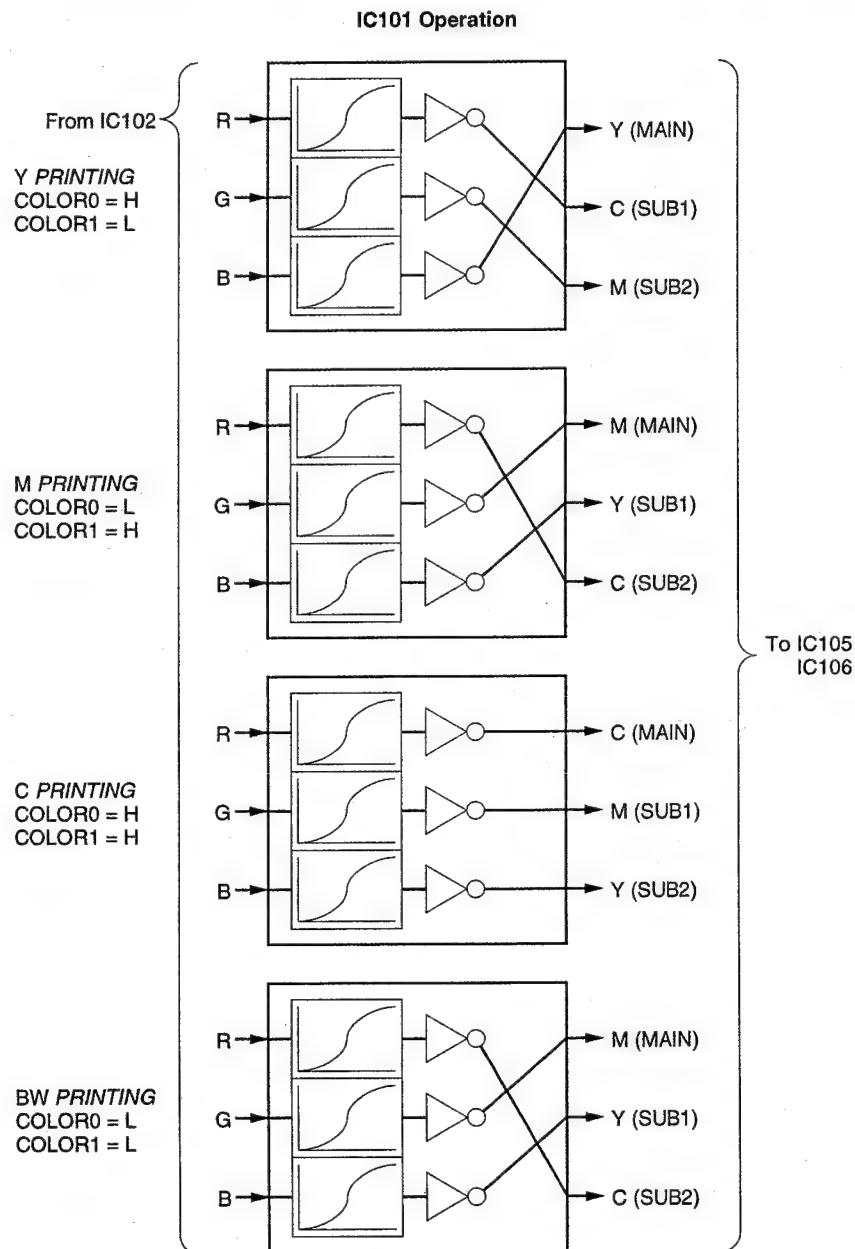 IC101 Operation
From IC102
Y PRINTING
COLOR0 = H
COLOR1 = L
R
G
B
Y (MAIN)
C (SUB1)
M (SUB2)
M PRINTING
COLOR0 = L
COLOR1 = H
R
G
B
M (MAIN)
Y (SUB1)
C (SUB2)
To IC105
IC106
C PRINTING
COLOR0 = H
COLOR1 = H
R
G
B
C (MAIN)
M (SUB1)
Y (SUB2)
BW PRINTING
COLOR0 = L
COLOR1 = L
R
G
B
M (MAIN)
Y (SUB1)
C (SUB2)